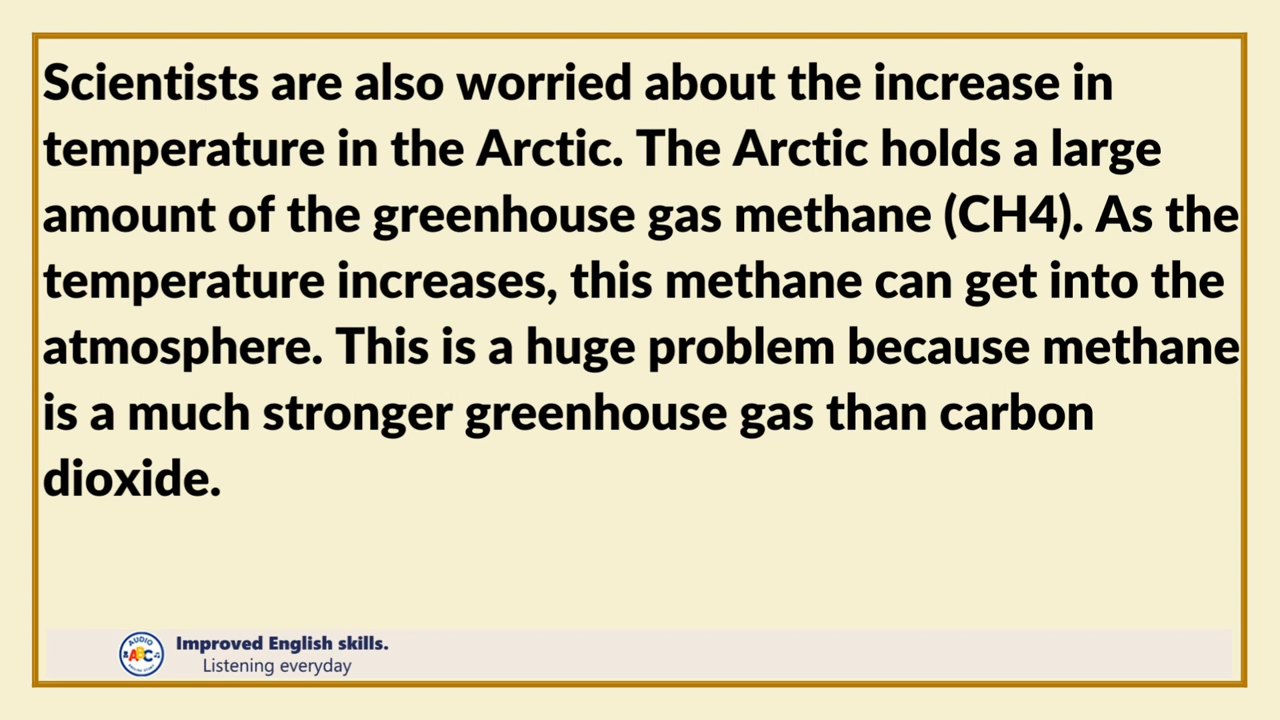 Scientists are also worried about the increase in
temperature in the Arctic. The Arctic holds a large
amount of the greenhouse gas methane (CH4). As the
temperature increases, this methane can get into the
atmosphere. This is a huge problem because methane
is a much stronger greenhouse gas than carbon
dioxide.
AUDIO
ABC
Improved English skills.
Listening everyday